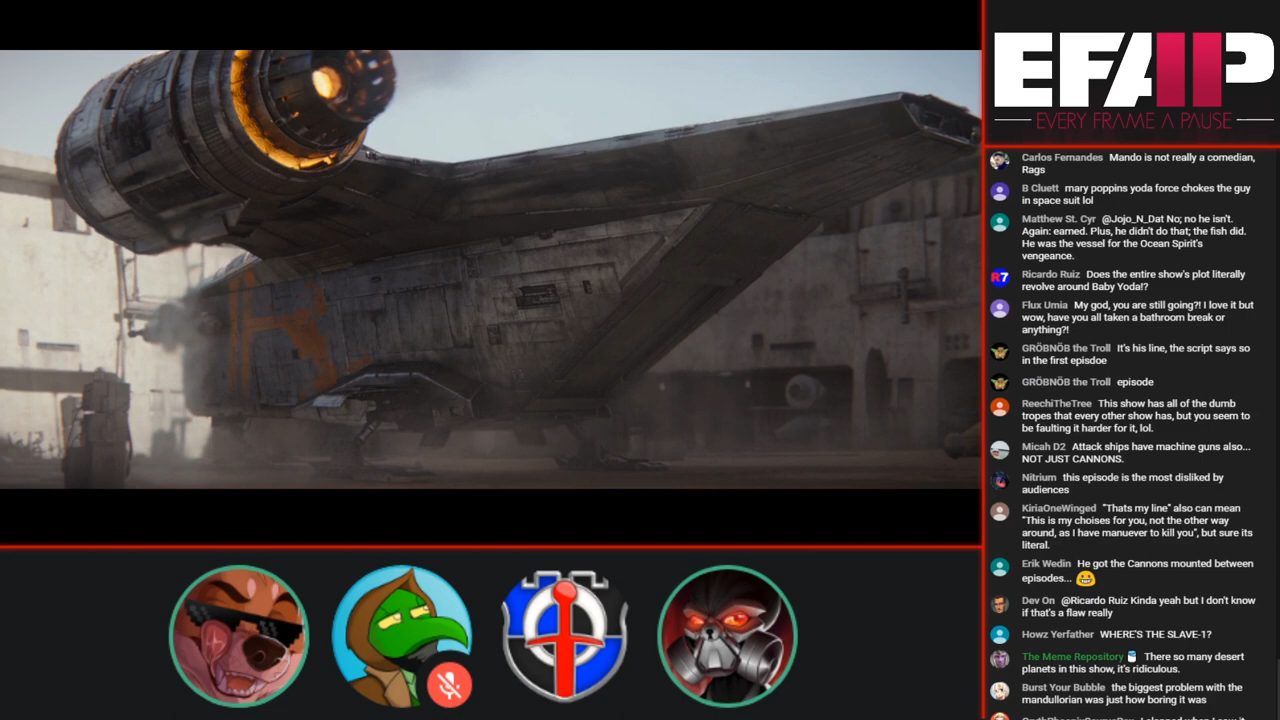 EFAP
EVERY FRAME A PAUSE
Carlos Fernandes Mando is not really a comedian,
Rags
B Cluett mary poppins yoda force chokes the guy
in space suit lol
Matthew St. Cyr @Jojo_N_Dat No; no he isn't.
Again: earned. Plus, he didn't do that; the fish did.
He was the vessel for the Ocean Spirit's
vengeance.
R7
Ricardo Ruiz Does the entire show's plot literally
revolve around Baby Yoda!?
Flux Umia My god, you are still going?! I love it but
wow, have you all taken a bathroom break or
anything?!
GRÖBNÖB the Troll It's his line, the script says so
in the first episdoe
GRÖBNÖB the Troll episode
ReechiTheTree This show has all of the dumb
tropes that every other show has, but you seem to
be faulting it harder for it, lol.
Micah D2 Attack ships have machine guns also...
NOT JUST CANNONS.
Nitrium this episode is the most disliked by
audiences
KiriaOneWinged "Thats my line" also can mean
"This is my choises for you, not the other way
around, as I have manuever to kill you", but sure its
literal.
Erik Wedin He got the Cannons mounted between
episodes...
Dev On @Ricardo Ruiz Kinda yeah but I don't know
if that's a flaw really
Howz Yerfather WHERE'S THE SLAVE-1?
The Meme Repository There so many desert
planets in this show, it's ridiculous.
Burst Your Bubble the biggest problem with the
mandullorian was just how boring it was